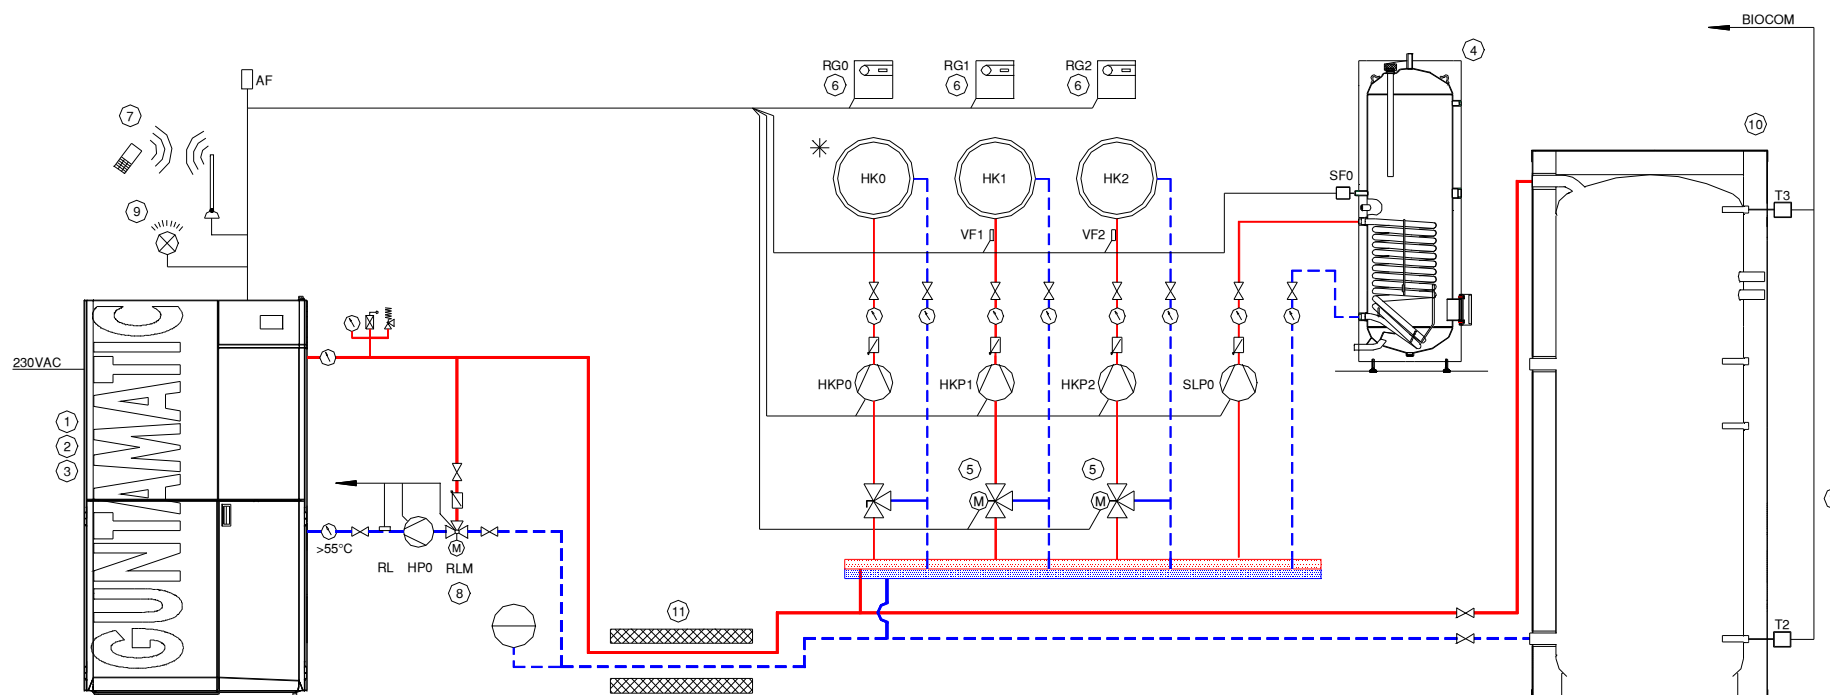 BIOCOM
4
RG0
RG1
RG2
6
6
6
AF
7
10
SF0
T3
HK0
HK1
HK2
9
VF1
VF2
230VAC
GUNTAMATIC
HKP0
HKP1
HKP2
SLP0
1
2
3
5
5
M
M
>55°C
M
RL
HP0
RLM
8
11
T2